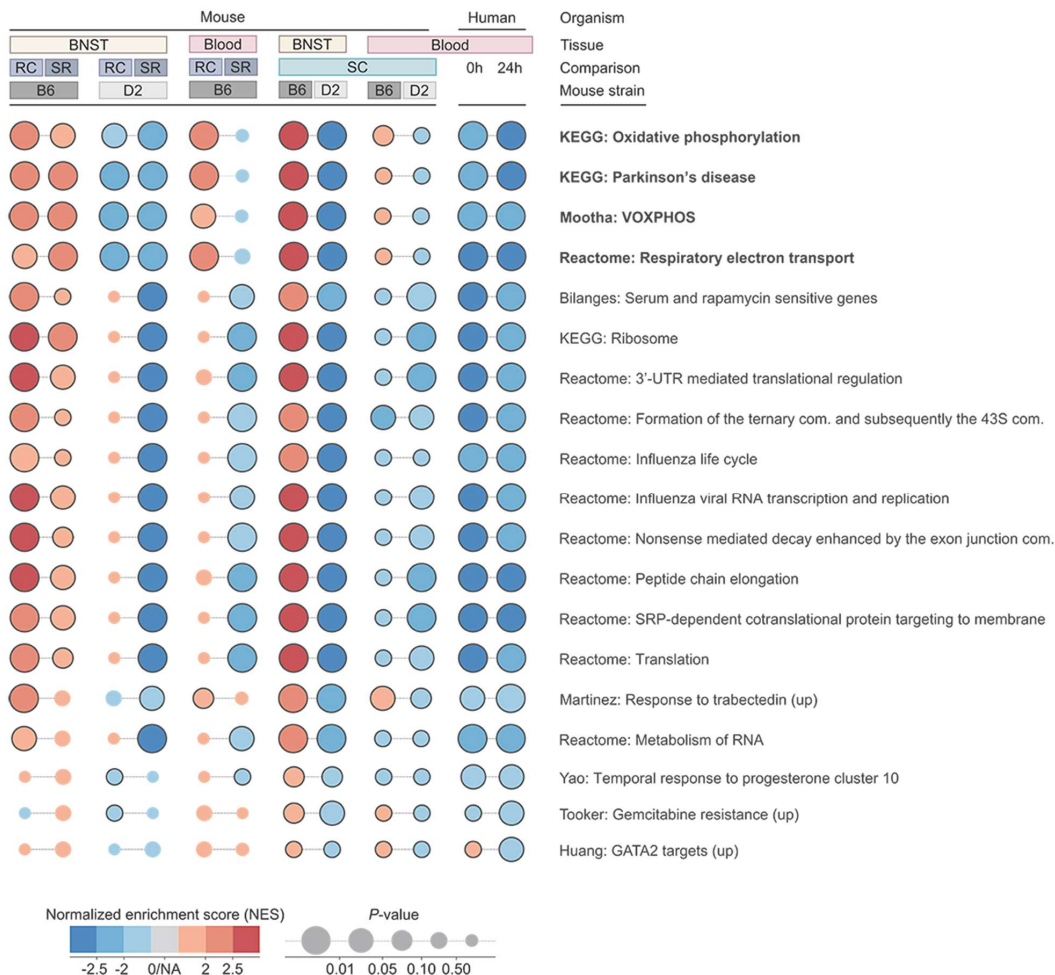 Mouse Human Organism
BNST Blood BNST Blood Tissue
RC SR RC SR RC SR SC 0h 24h Comparison
B6 D2 B6 B6 D2 B6 D2 Mouse strain
KEGG: Oxidative phosphorylation
KEGG: Parkinson's disease
Mootha: VOXPHOS
Reactome: Respiratory electron transport
Bilanges: Serum and rapamycin sensitive genes
KEGG: Ribosome
Reactome: 3'-UTR mediated translational regulation
Reactome: Formation of the ternary com. and subsequently the 43S com.
Reactome: Influenza life cycle
Reactome: Influenza viral RNA transcription and replication
Reactome: Nonsense mediated decay enhanced by the exon junction com.
Reactome: Peptide chain elongation
Reactome: SRP-dependent cotranslational protein targeting to membrane
Reactome: Translation
Martinez: Response to trabectedin (up)
Reactome: Metabolism of RNA
Yao: Temporal response to progesterone cluster 10
Tooker: Gemcitabine resistance (up)
Huang: GATA2 targets (up)
Normalized enrichment score (NES) P-value
-2.5 -2 0/NA 2 2.5 0.01 0.05 0.10 0.50